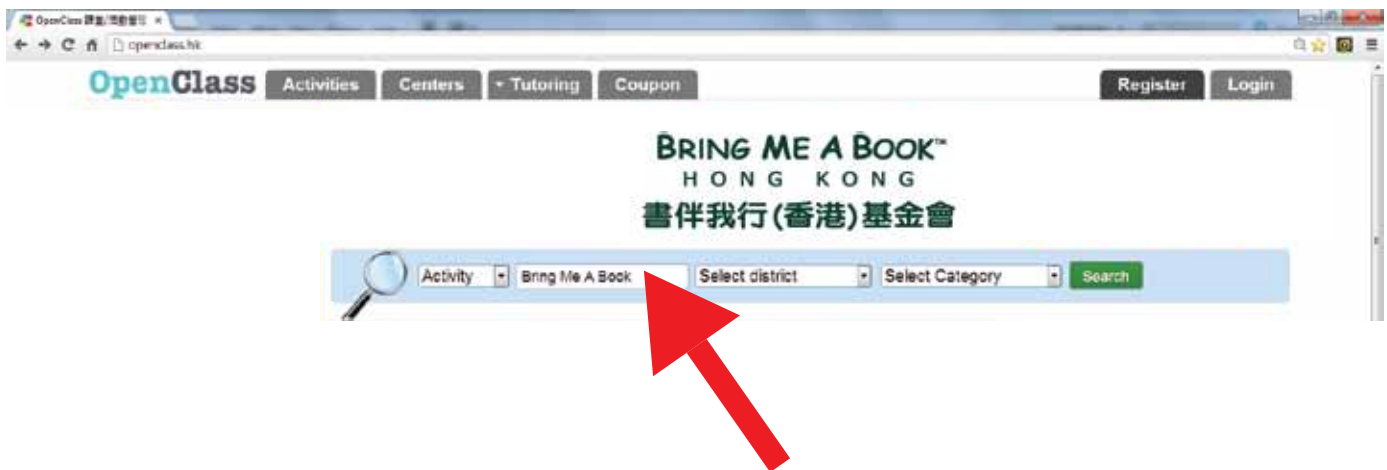 openclass.hk
OpenClass Activities Centers Tutoring Coupon Register Login
BRING ME A BOOK™
HONG KONG
書伴我行(香港)基金會
Activity Bring Me A Book Select district Select Category Search